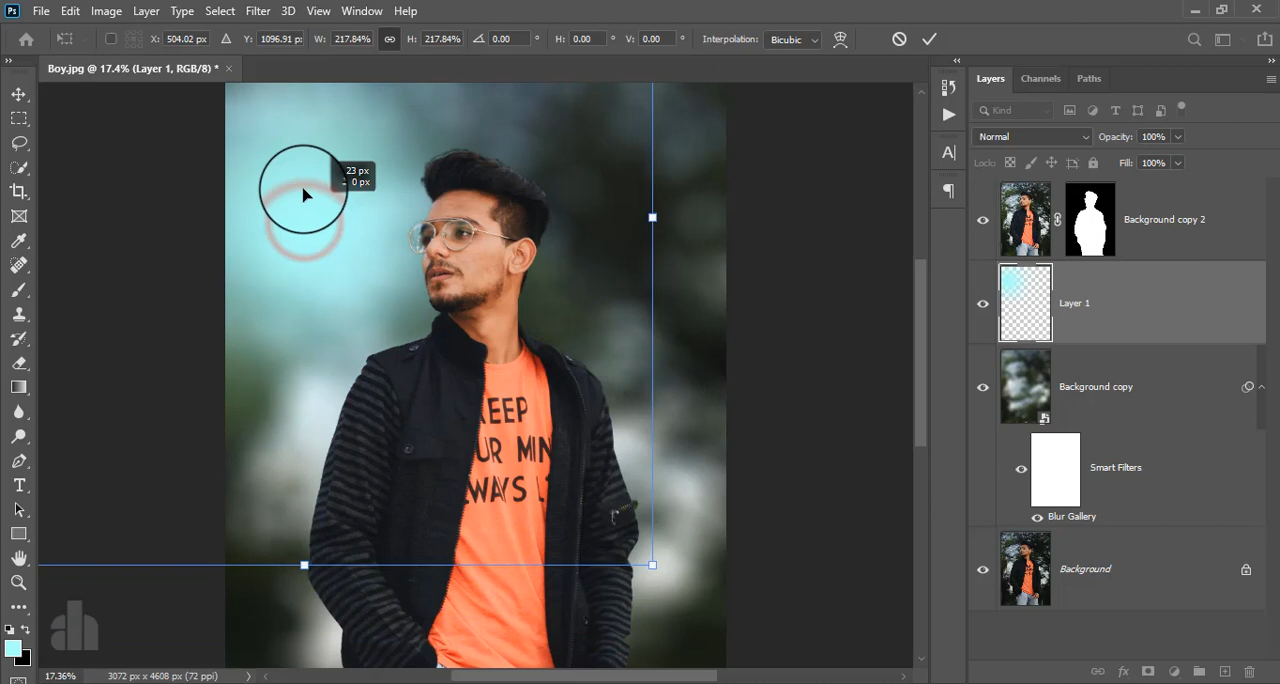 Ps File Edit Image Layer Type Select Filter 3D View Window Help
X: 504.02 px Y: 1096.91 px W: 217.84% H: 217.84% 0.00 ° H: 0.00 ° V: 0.00 ° Interpolation: Bicubic
Boy.jpg @ 17.4% (Layer 1, RGB/8) * ×
Layers Channels Paths
Kind
Normal Opacity: 100%
Lock: Fill: 100%
23 px
0 px
Background copy 2
Layer 1
Background copy
Smart Filters
Blur Gallery
Background
KEEP
UR MIN
WAYS L
ah
17.36% 3072 px x 4608 px (72 ppi)